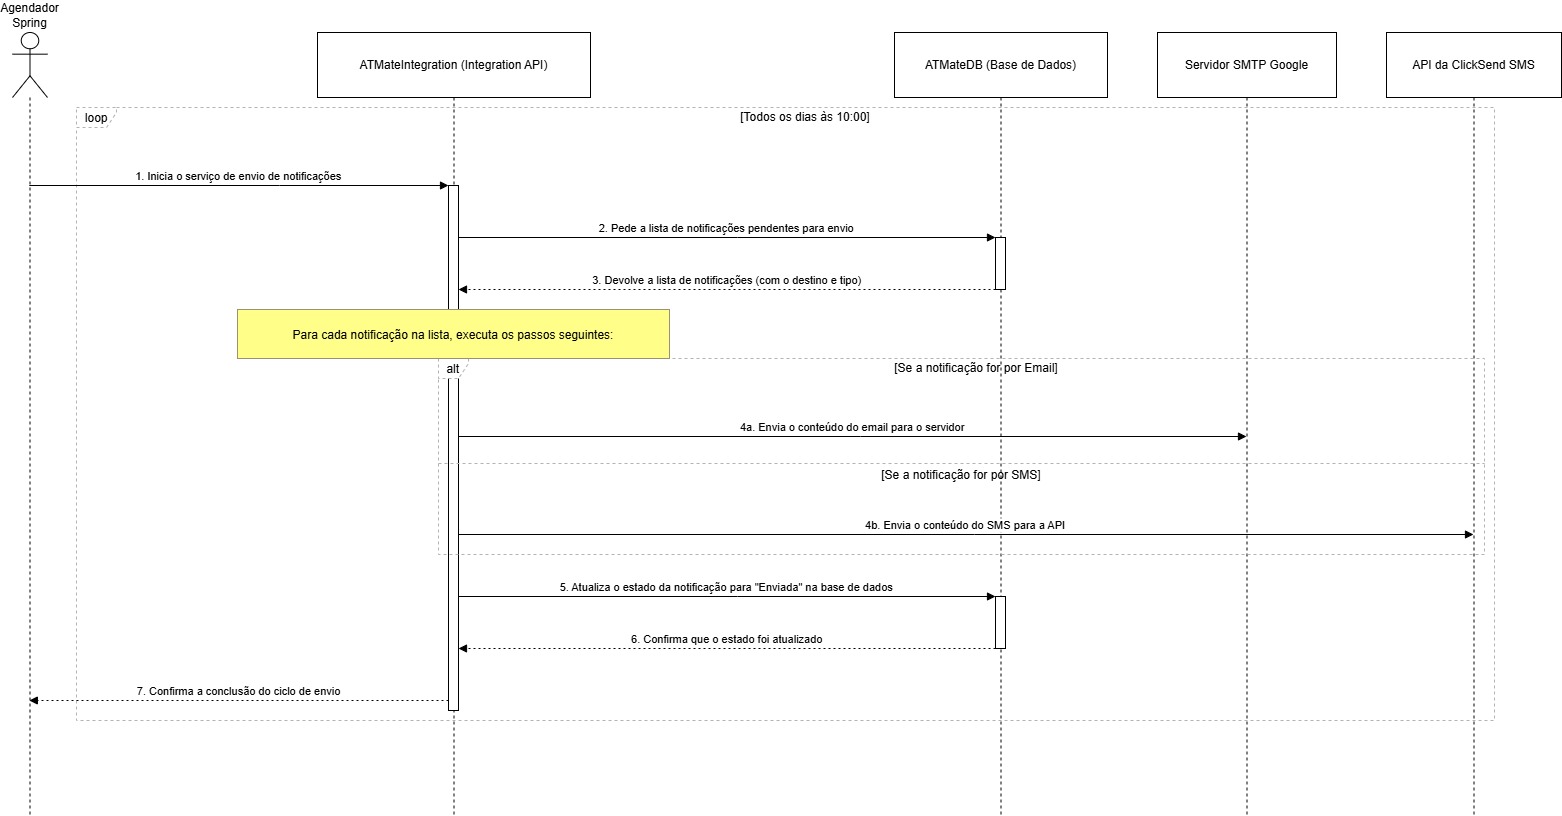 Agendador
Spring
ATMateIntegration (Integration API)
ATMateDB (Base de Dados)
Servidor SMTP Google
API da ClickSend SMS
loop
[Todos os dias às 10:00]
1. Inicia o serviço de envio de notificações
2. Pede a lista de notificações pendentes para envio
3. Devolve a lista de notificações (com o destino e tipo)
Para cada notificação na lista, executa os passos seguintes:
alt
[Se a notificação for por Email]
4a. Envia o conteúdo do email para o servidor
[Se a notificação for por SMS]
4b. Envia o conteúdo do SMS para a API
5. Atualiza o estado da notificação para "Enviada" na base de dados
6. Confirma que o estado foi atualizado
7. Confirma a conclusão do ciclo de envio